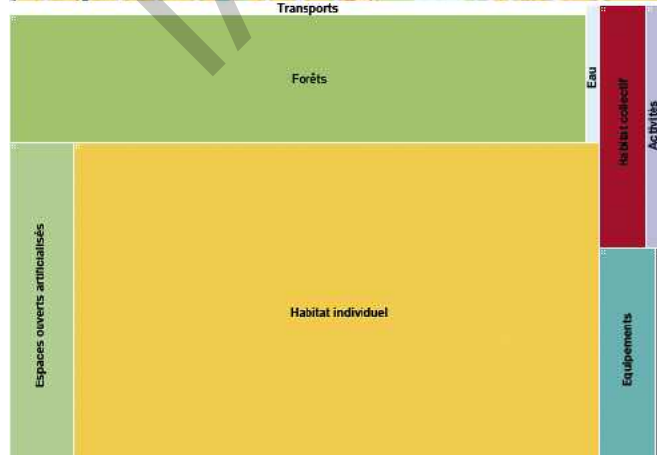 Transports
Forêts
Eau
Habitat collectif
Activités
Espaces ouverts artificialisés
Habitat individuel
Equipements